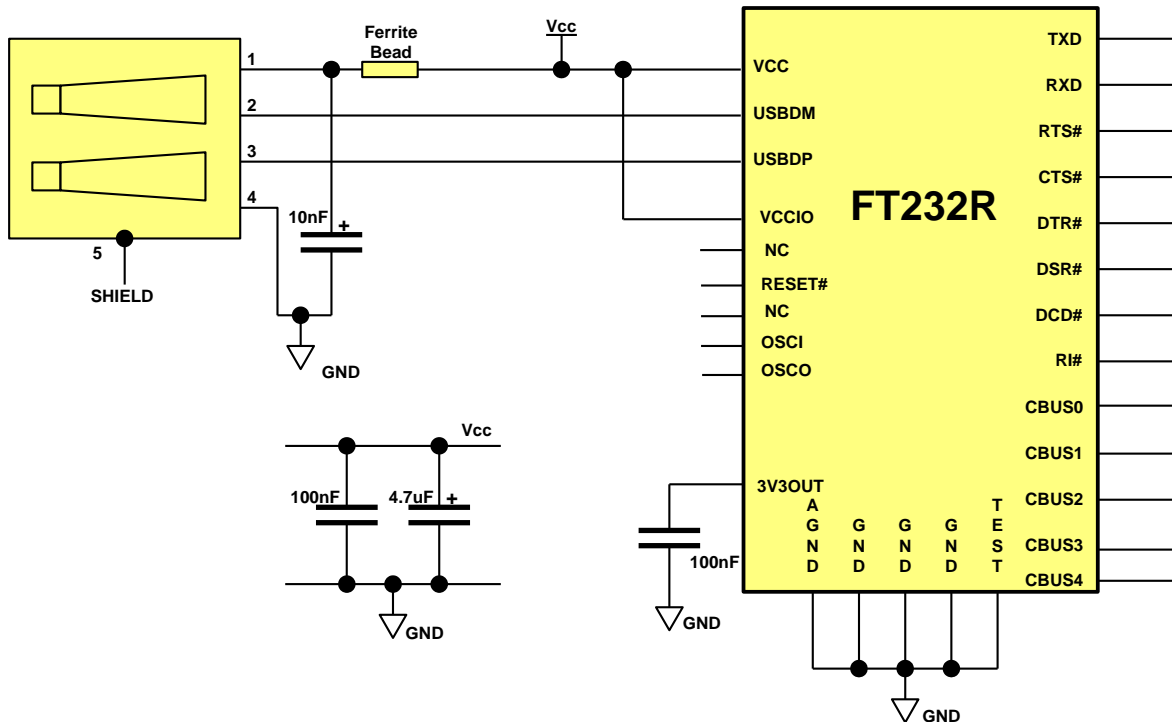 1
2
3
4
5
SHIELD
Ferrite
Bead
Vcc
10nF
+
GND
Vcc
100nF
4.7uF
+
GND
FT232R
VCC
USBDM
USBDP
VCCIO
NC
RESET#
NC
OSCI
OSCO
3V3OUT
100nF
GND
AGND
GND
GND
GND
TEST
GND
TXD
RXD
RTS#
CTS#
DTR#
DSR#
DCD#
RI#
CBUS0
CBUS1
CBUS2
CBUS3
CBUS4